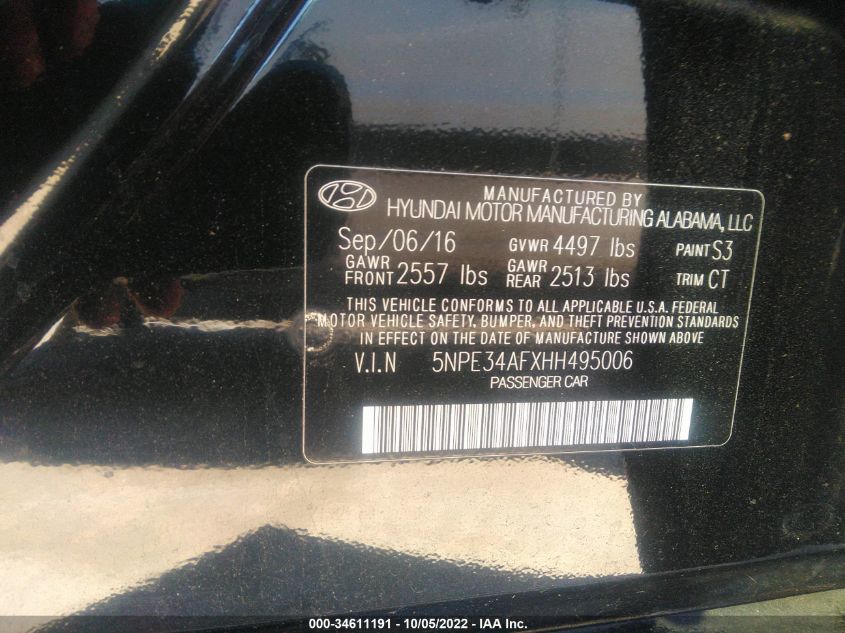 MANUFACTURED BY
HYUNDAI MOTOR MANUFACTURING ALABAMA, LLC
Sep/06/16 GVWR 4497 lbs PAINT S3
GAWR FRONT 2557 lbs GAWR REAR 2513 lbs TRIM CT
THIS VEHICLE CONFORMS TO ALL APPLICABLE U.S.A. FEDERAL
MOTOR VEHICLE SAFETY, BUMPER, AND THEFT PREVENTION STANDARDS
IN EFFECT ON THE DATE OF MANUFACTURE SHOWN ABOVE
V.I.N 5NPE34AFXHH495006
PASSENGER CAR
000-34611191 - 10/05/2022 - IAA Inc.